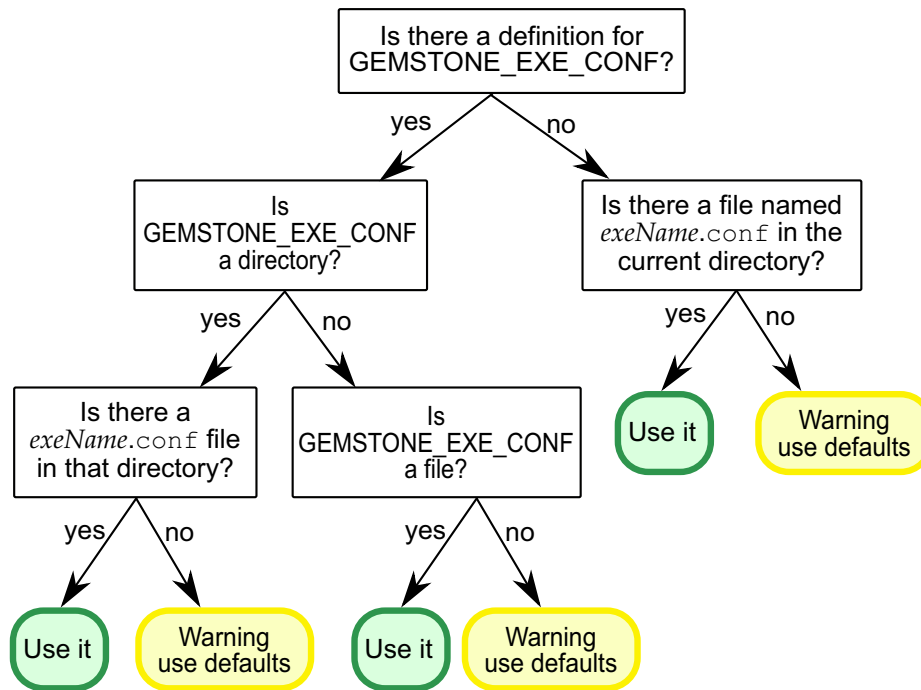 Is there a definition for
GEMSTONE_EXE_CONF?
yes
no
Is
GEMSTONE_EXE_CONF
a directory?
Is there a file named
exeName.conf in the
current directory?
yes
no
yes
no
Is there a
exeName.conf file
in that directory?
Is
GEMSTONE_EXE_CONF
a file?
Use it
Warning
use defaults
yes
no
yes
no
Use it
Warning
use defaults
Use it
Warning
use defaults